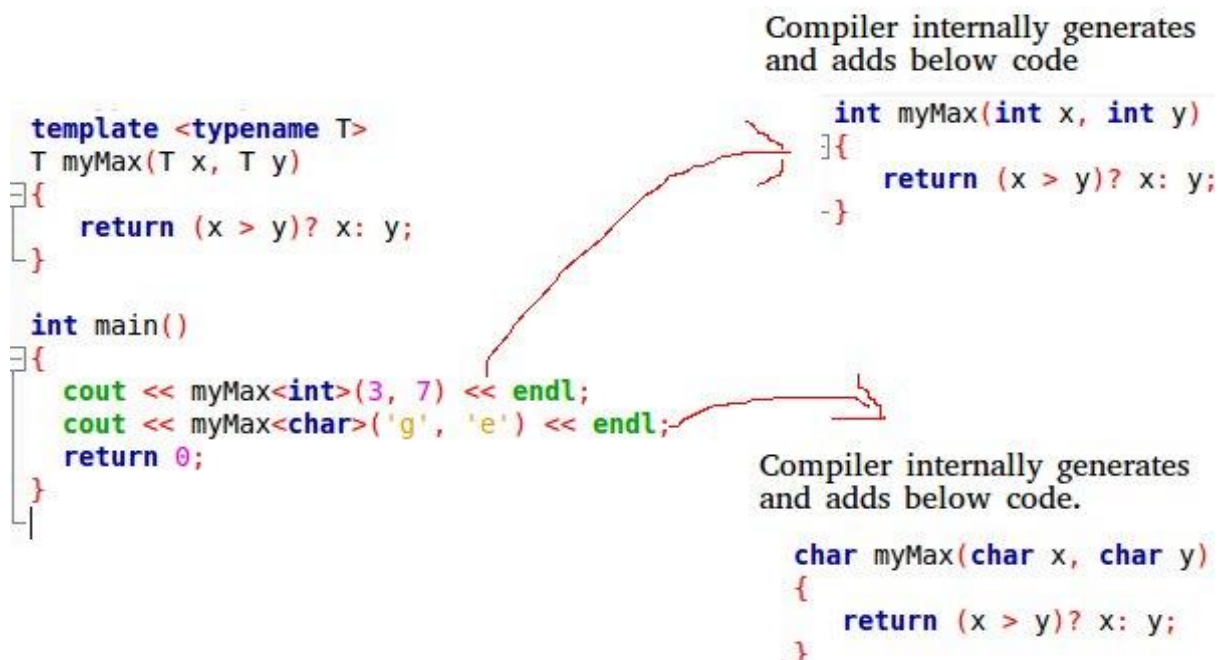 Compiler internally generates
and adds below code
template <typename T>
T myMax(T x, T y)
{
return (x > y)? x: y;
}
int main()
{
cout << myMax<int>(3, 7) << endl;
cout << myMax<char>('g', 'e') << endl;
return 0;
}
int myMax(int x, int y)
{
return (x > y)? x: y;
}
Compiler internally generates
and adds below code.
char myMax(char x, char y)
{
return (x > y)? x: y;
}